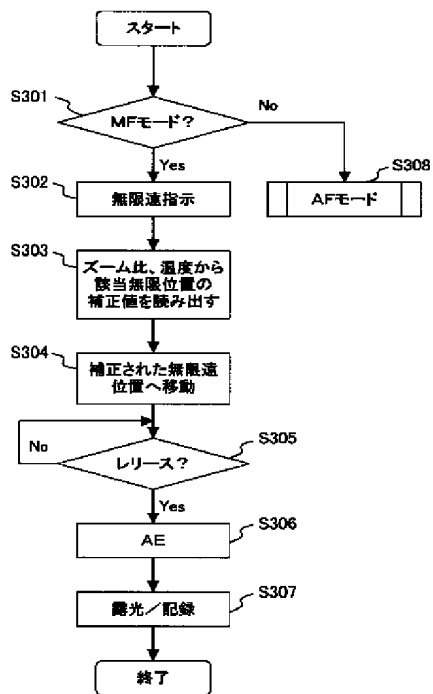 スタート
S301
MFモード?
No
Yes
S302
無限遠指示
S308
AFモード
S303
ズーム比、温度から
該当無限位置の
補正値を読み出す
S304
補正された無限遠
位置へ移動
No
S305
レリース?
Yes
S306
AE
S307
露光/記録
終了